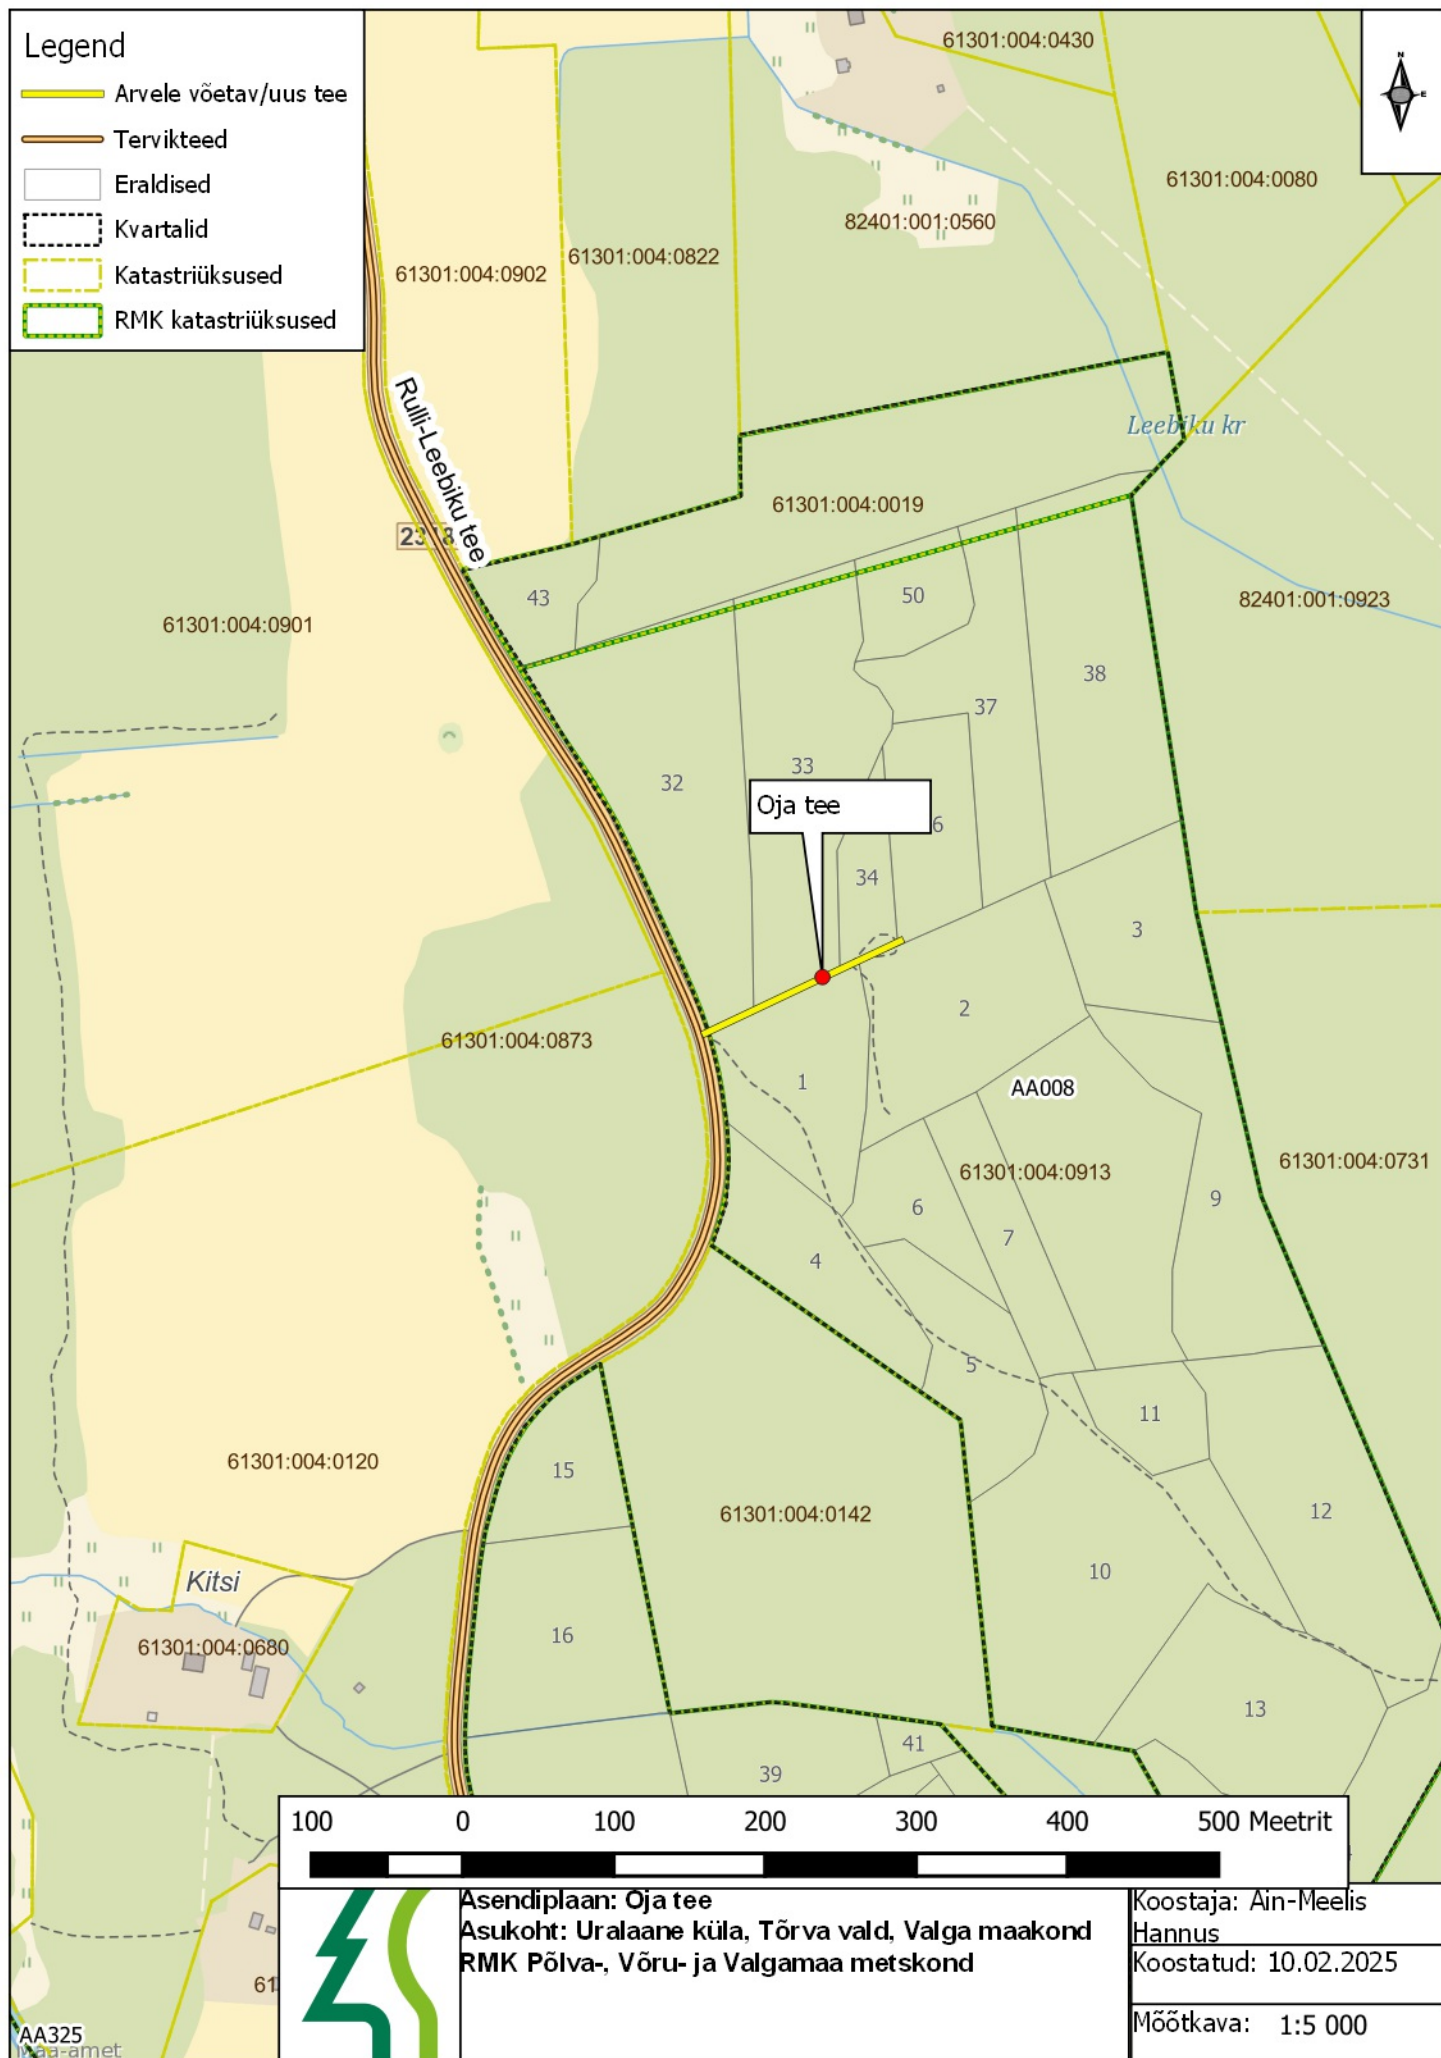 Legend
Arvele võetav/uus tee
Tervikteed
Eraldised
Kvartalid
Katastriüksused
RMK katastriüksused
N
E
61301:004:0430
61301:004:0080
82401:001:0560
61301:004:0822
61301:004:0902
Rulli-Leebiku tee
Leebiku kr
61301:004:0019
43
50
82401:001:0923
61301:004:0901
38
37
33
32
Oja tee
6
34
3
2
61301:004:0873
1
AA008
61301:004:0913
61301:004:0731
6
9
7
4
5
11
61301:004:0120
15
61301:004:0142
12
10
Kitsi
16
61301:004:0680
13
41
39
100 0 100 200 300 400 500 Meetrit
Asendiplaan: Oja tee
Asukoht: Uralaane küla, Tõrva vald, Valga maakond
RMK Põlva-, Võru- ja Valgamaa metskond
Koostaja: Ain-Meelis
Hannus
Koostatud: 10.02.2025
Mõõtkava: 1:5 000
61
AA325
Maa-amet